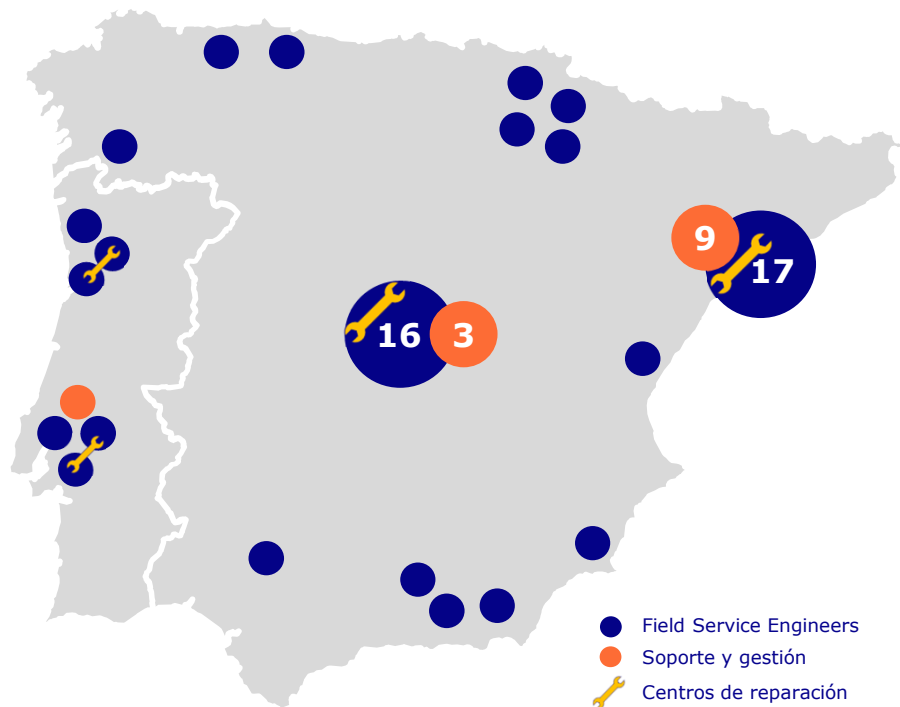 9
17
16
3
Field Service Engineers
Soporte y gestión
Centros de reparación